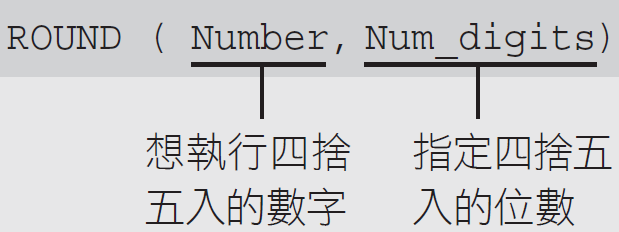 ROUND ( Number, Num_digits)
想執行四捨
五入的數字
指定四捨五
入的位數